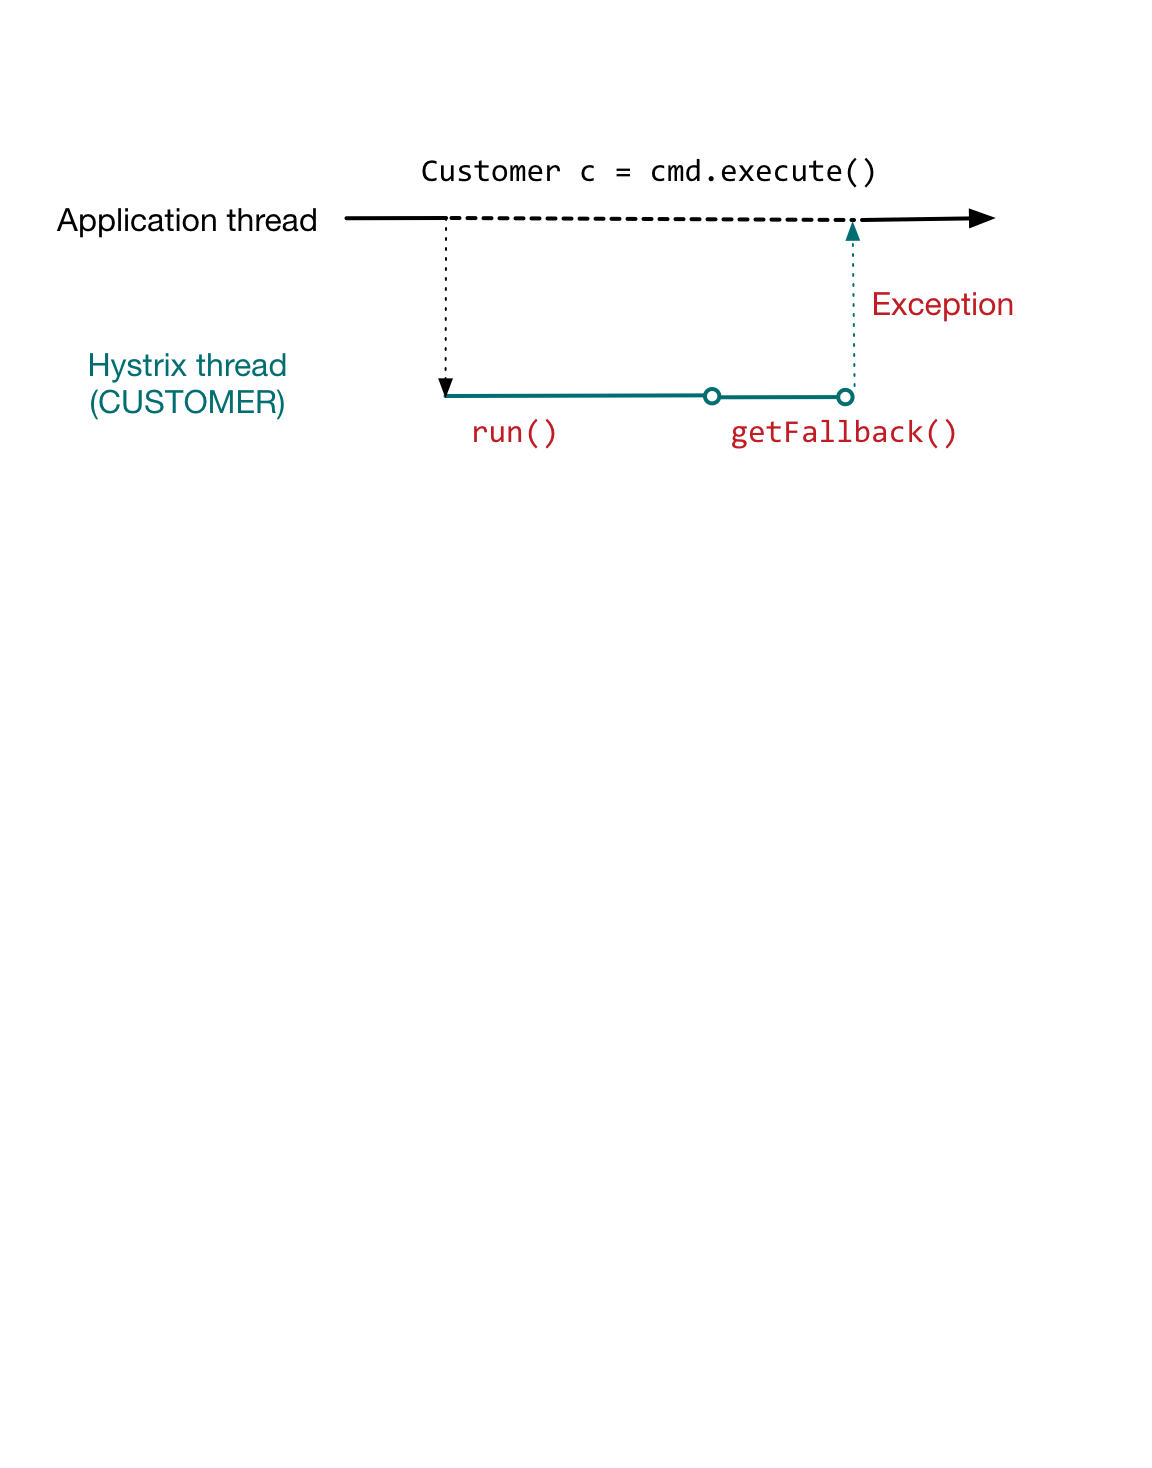 Customer c = cmd.execute()
Application thread
Exception
Hystrix thread
(CUSTOMER)
run()
getFallback()